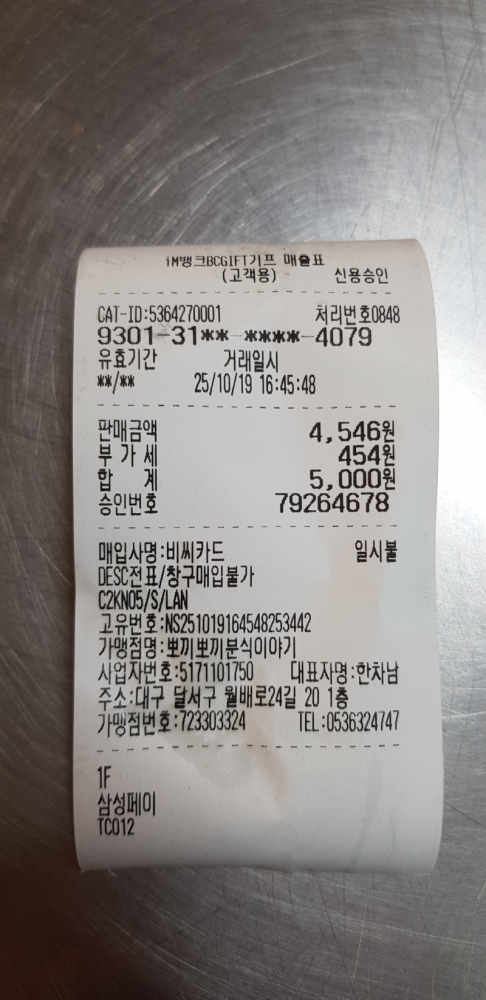 iM뱅크BCGIFT기프 매출표
(고객용) 신용승인
CAT-ID:5364270001 처리번호0848
9301-31**-****-4079
유효기간 거래일시
**/** 25/10/19 16:45:48
판매금액 4,546원
부 가 세 454원
합 계 5,000원
승인번호 79264678
매입사명:비씨카드 일시불
DESC전표/창구매입불가
C2KN05/S/LAN
고유번호:NS251019164548253442
가맹점명:뽀끼뽀끼분식이야기
사업자번호:5171101750 대표자명:한차남
주소:대구 달서구 월배로24길 20 1층
가맹점번호:723303324 TEL:0536324747
1F
삼성페이
TC012